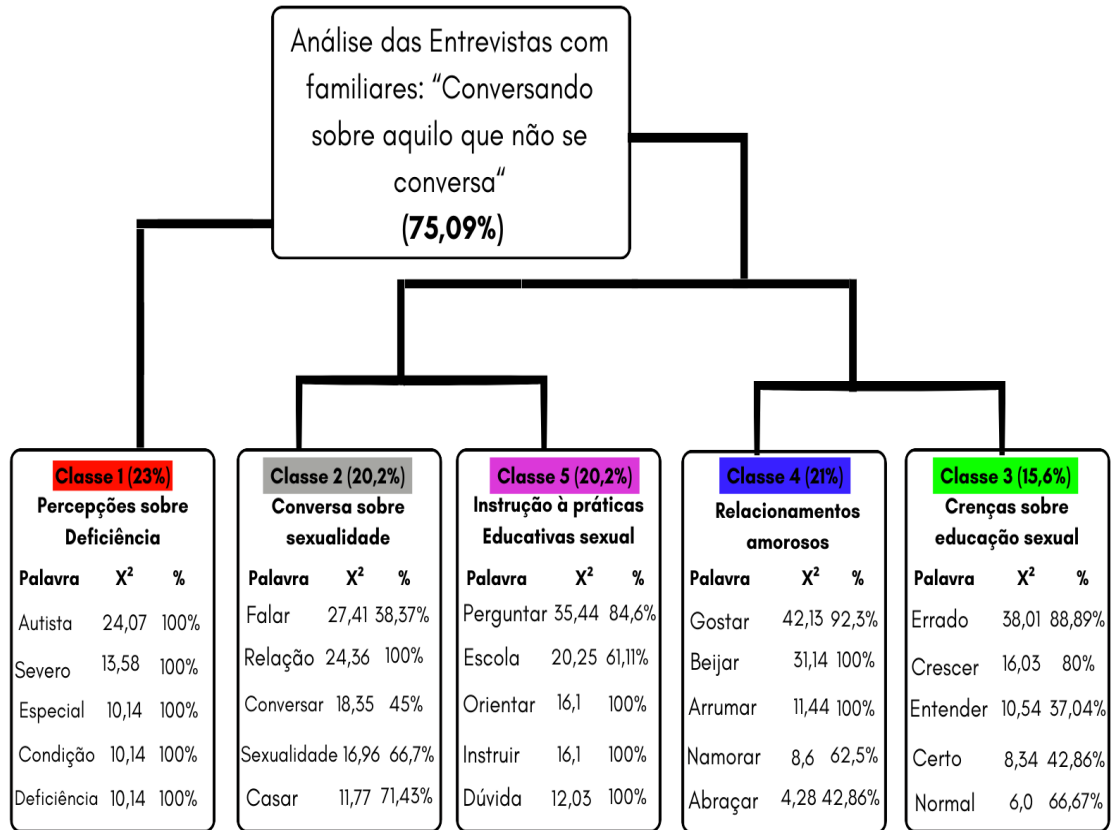 Análise das Entrevistas com
familiares: “Conversando
sobre aquilo que não se
conversa“
(75,09%)
Classe 1 (23%)
Percepções sobre
Deficiência
Palavra X² %
Autista 24,07 100%
Severo 13,58 100%
Especial 10,14 100%
Condição 10,14 100%
Deficiência 10,14 100%
Classe 2 (20,2%)
Conversa sobre
sexualidade
Palavra X² %
Falar 27,41 38,37%
Relação 24,36 100%
Conversar 18,35 45%
Sexualidade 16,96 66,7%
Casar 11,77 71,43%
Classe 5 (20,2%)
Instrução à práticas
Educativas sexual
Palavra X² %
Perguntar 35,44 84,6%
Escola 20,25 61,11%
Orientar 16,1 100%
Instruir 16,1 100%
Dúvida 12,03 100%
Classe 4 (21%)
Relacionamentos
amorosos
Palavra X² %
Gostar 42,13 92,3%
Beijar 31,14 100%
Arrumar 11,44 100%
Namorar 8,6 62,5%
Abraçar 4,28 42,86%
Classe 3 (15,6%)
Crenças sobre
educação sexual
Palavra X² %
Errado 38,01 88,89%
Crescer 16,03 80%
Entender 10,54 37,04%
Certo 8,34 42,86%
Normal 6,0 66,67%